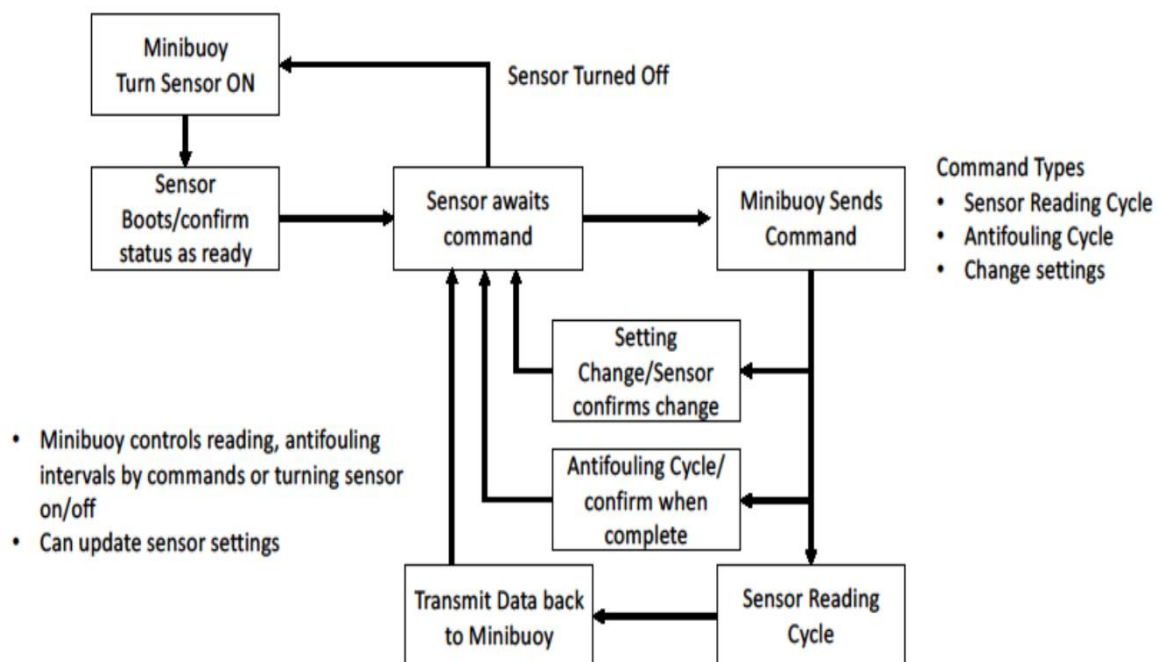 Minibuoy
Turn Sensor ON
Sensor Turned Off
Sensor
Boots/confirm
status as ready
Sensor awaits
command
Minibuoy Sends
Command
Command Types
• Sensor Reading Cycle
• Antifouling Cycle
• Change settings
Setting
Change/Sensor
confirms change
• Minibuoy controls reading, antifouling
intervals by commands or turning sensor
on/off
• Can update sensor settings
Antifouling Cycle/
confirm when
complete
Transmit Data back
to Minibuoy
Sensor Reading
Cycle